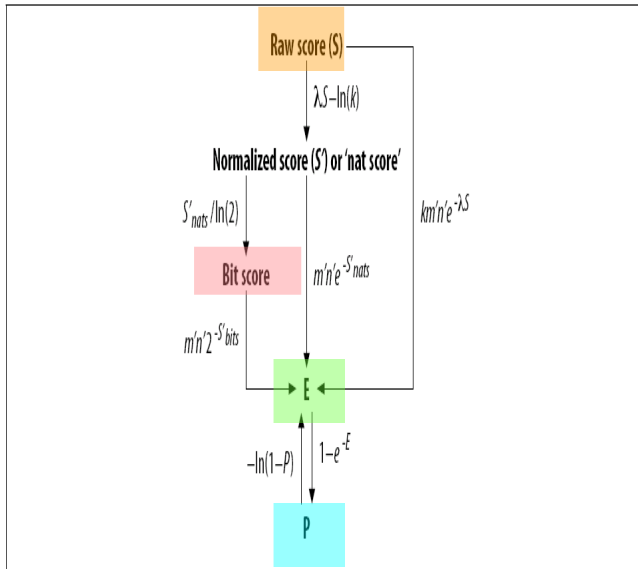 Raw score (S)
λS–ln(k)
Normalized score (S′) or ‘nat score’
S′nats/ln(2)
km′n′e^-λS
Bit score
m′n′e^-S′nats
m′n′2^-S′bits
E
–ln(1–P)
1–e^-E
P